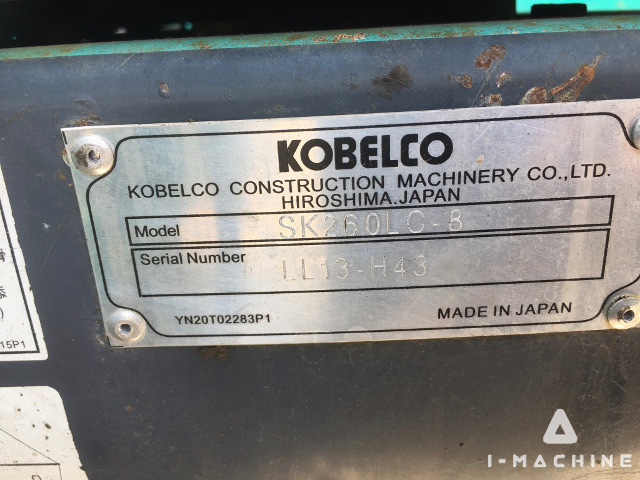 KOBELCO
KOBELCO CONSTRUCTION MACHINERY CO.,LTD.
HIROSHIMA.JAPAN
Model SK260LC-8
Serial Number LL13-H43
YN20T02283P1 MADE IN JAPAN
15P1
I-MACHINE